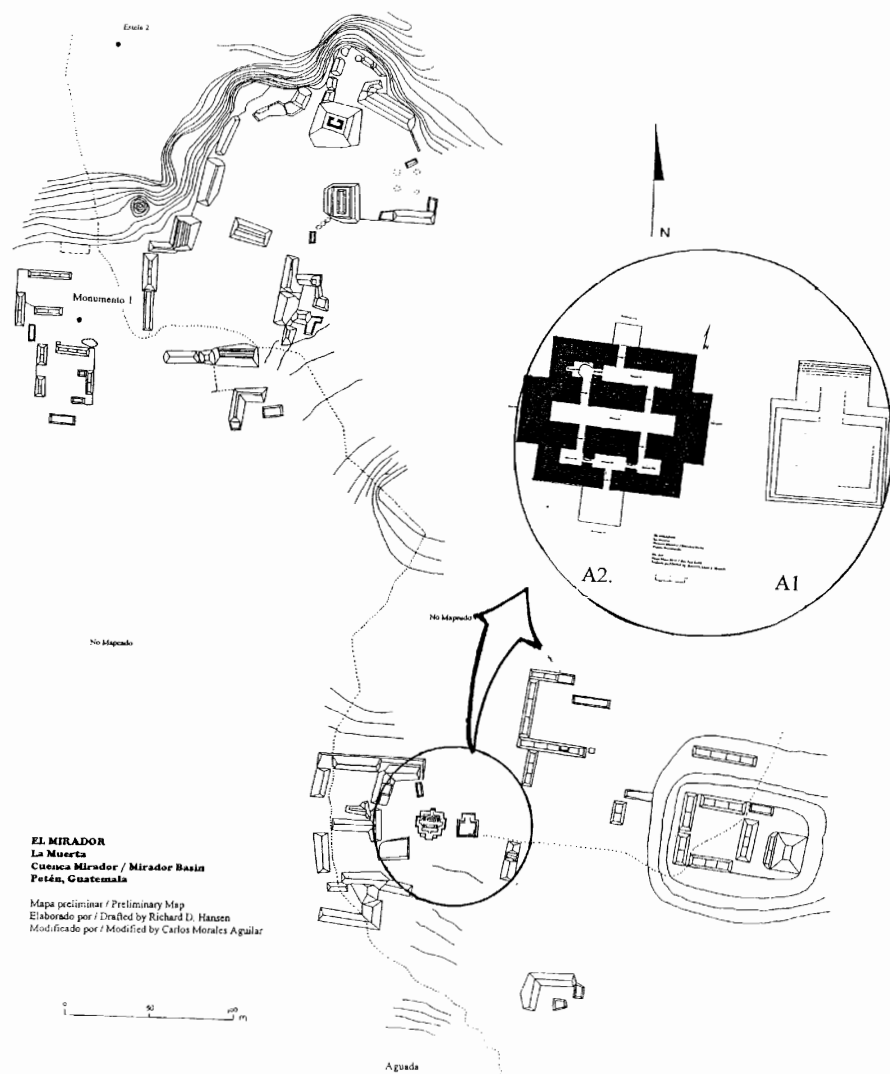 Estela 2
N
Monumento 1
N
A2.
A1
No Mapeado
No Mapeado
EL MIRADOR
La Muerta
Cuenca Mirador / Mirador Basin
Petén, Guatemala
Mapa preliminar / Preliminary Map
Elaborado por / Drafted by Richard D. Hansen
Modificado por / Modified by Carlos Morales Aguilar
0 50 100
m
Aguada